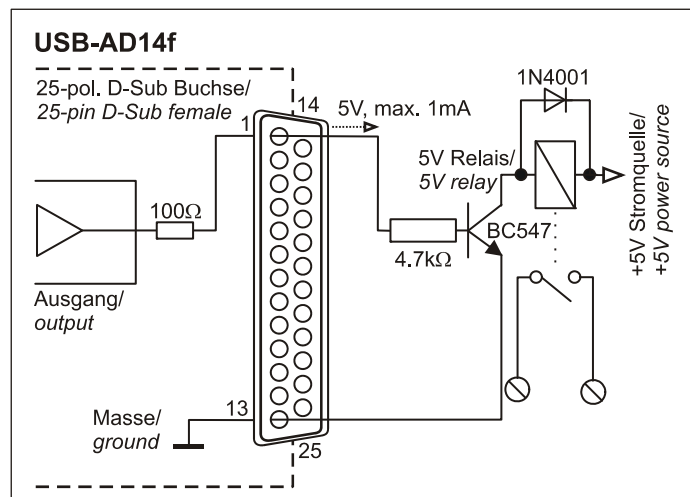 USB-AD14f
25-pol. D-Sub Buchse/
25-pin D-Sub female
14
1
5V, max. 1mA
1N4001
5V Relais/
5V relay
+5V Stromquelle/
+5V power source
100Ω
4.7kΩ
BC547
Ausgang/
output
Masse/
ground
13
25